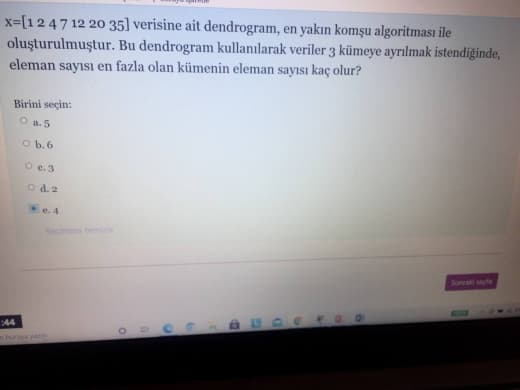 x=[1 2 4 7 12 20 35] verisine ait dendrogram, en yakın komşu algoritması ile
oluşturulmuştur. Bu dendrogram kullanılarak veriler 3 kümeye ayrılmak istendiğinde,
eleman sayısı en fazla olan kümenin eleman sayısı kaç olur?
Birini seçin:
a. 5
b. 6
c. 3
d. 2
e. 4
Sonraki sayfa
:44